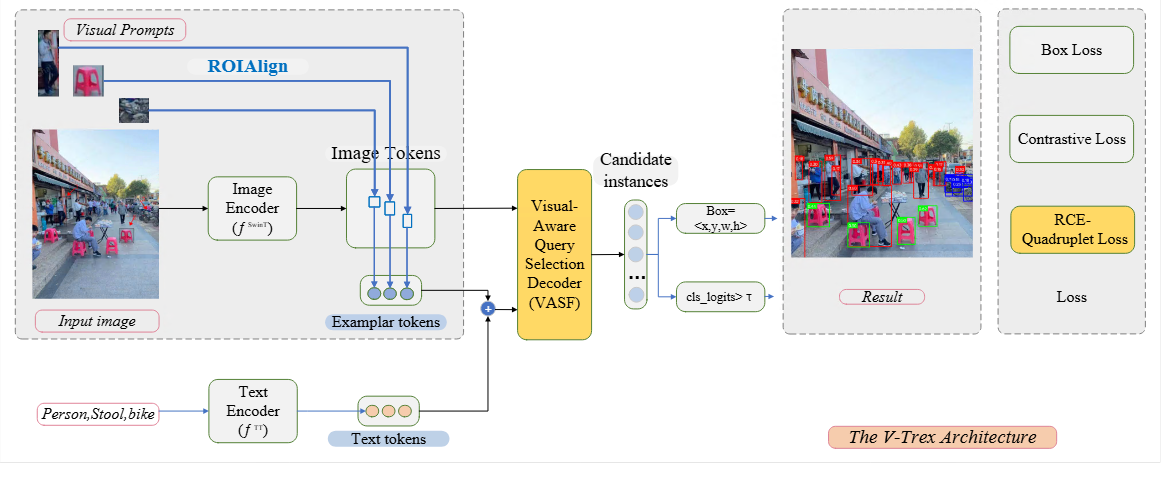 Visual Prompts
ROIAlign
Image Tokens
Image
Encoder
(f SwinT)
Input image
Examplar tokens
Person,Stool,bike
Text
Encoder
(f TT)
Text tokens
+
Visual-
Aware
Query
Selection
Decoder
(VASF)
Candidate
instances
...
Box=
<x,y,w,h>
cls_logits> τ
Result
Box Loss
Contrastive Loss
RCE-
Quadruplet Loss
Loss
The V-Trex Architecture